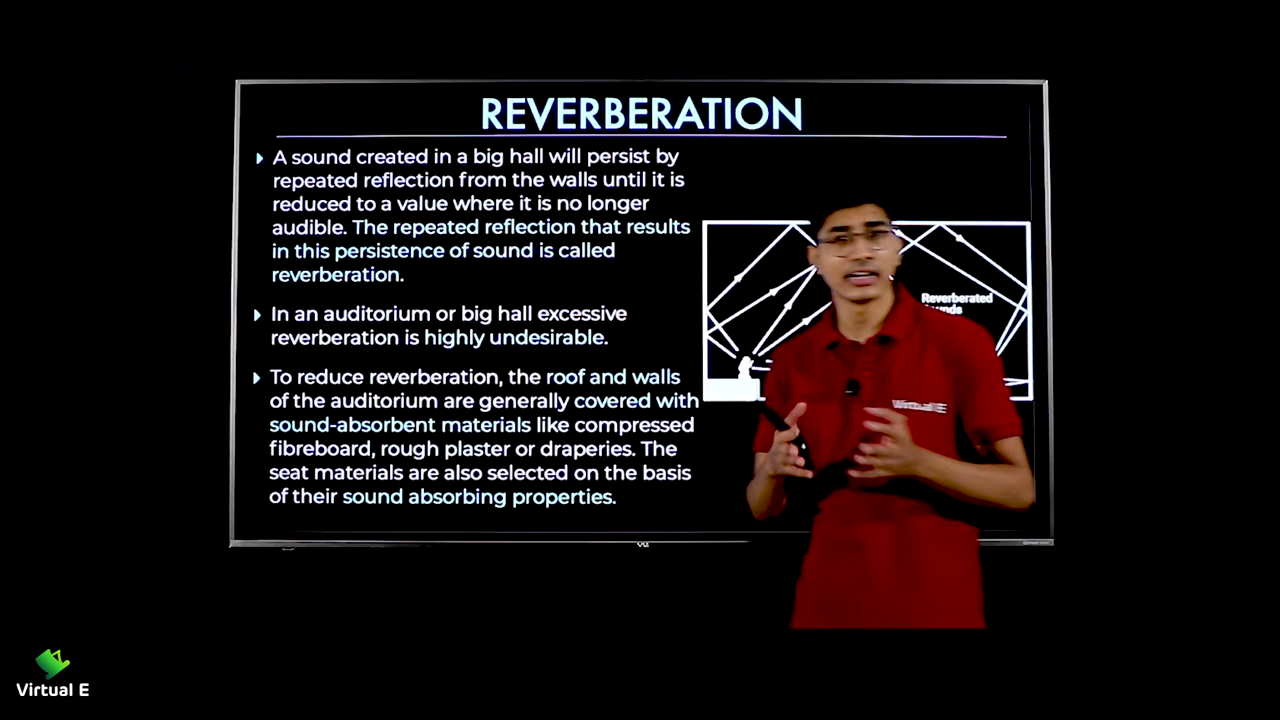 REVERBERATION
A sound created in a big hall will persist by
repeated reflection from the walls until it is
reduced to a value where it is no longer
audible. The repeated reflection that results
in this persistence of sound is called
reverberation.
In an auditorium or big hall excessive
reverberation is highly undesirable.
To reduce reverberation, the roof and walls
of the auditorium are generally covered with
sound-absorbent materials like compressed
fibreboard, rough plaster or draperies. The
seat materials are also selected on the basis
of their sound absorbing properties.
Reverberated
Virtual E
Virtual E